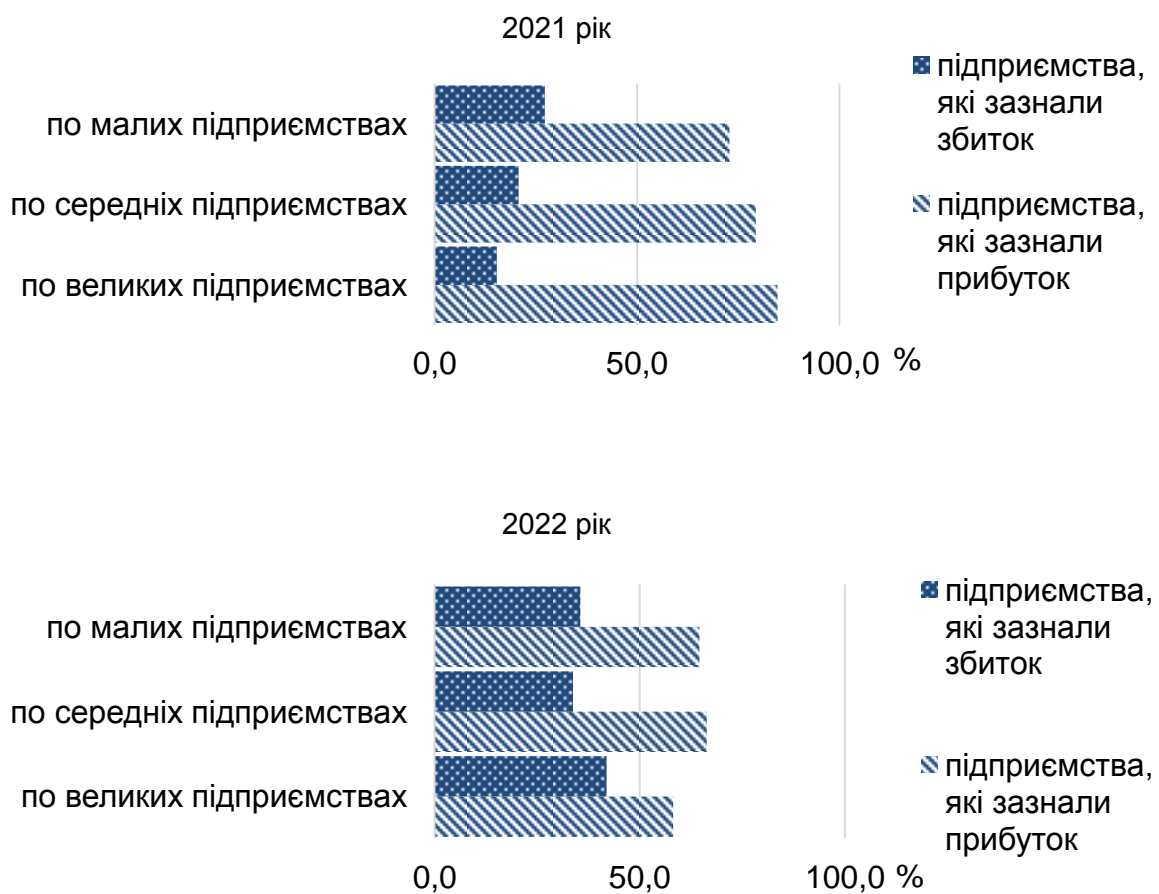 2021 рік
по малих підприємствах
по середніх підприємствах
по великих підприємствах
0,0 50,0 100,0 %
підприємства,
які зазнали
збиток
підприємства,
які зазнали
прибуток
2022 рік
по малих підприємствах
по середніх підприємствах
по великих підприємствах
0,0 50,0 100,0 %
підприємства,
які зазнали
збиток
підприємства,
які зазнали
прибуток